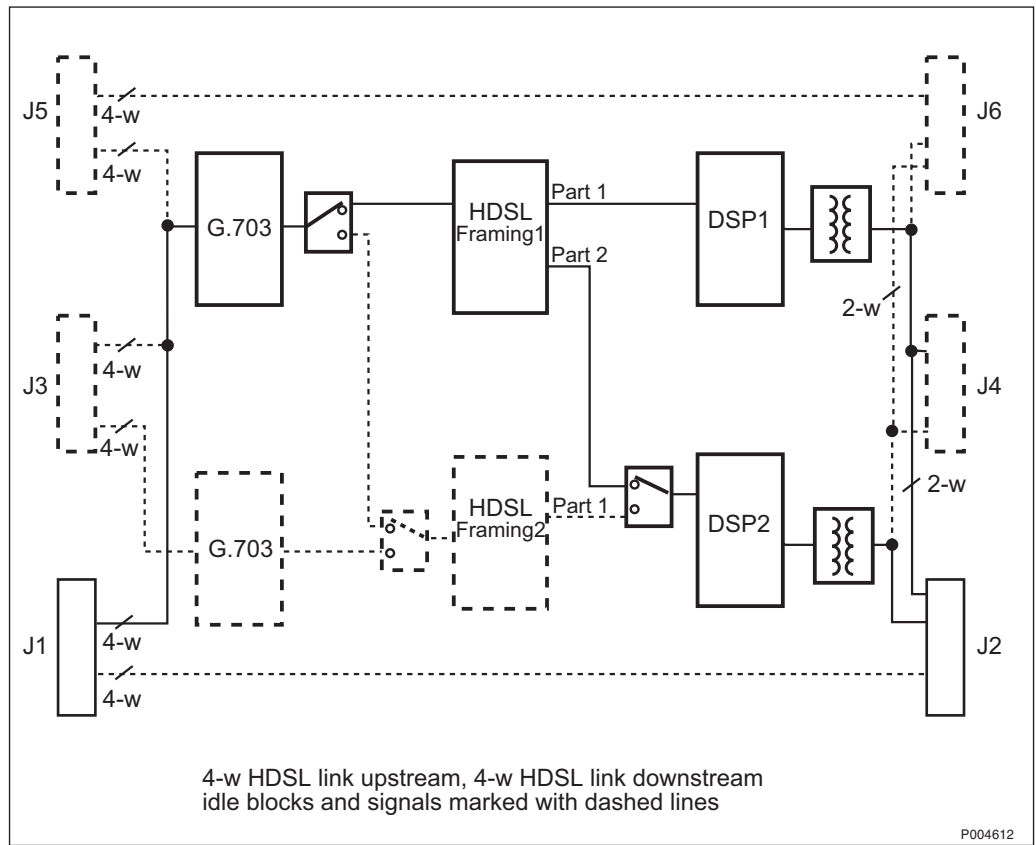 J5
4-w
4-w
J6
G.703
HDSL
Framing1
Part 1
Part 2
DSP1
2-w
J3
4-w
4-w
J4
G.703
HDSL
Framing2
Part 1
DSP2
2-w
J1
4-w
4-w
J2
4-w HDSL link upstream, 4-w HDSL link downstream
idle blocks and signals marked with dashed lines
P004612